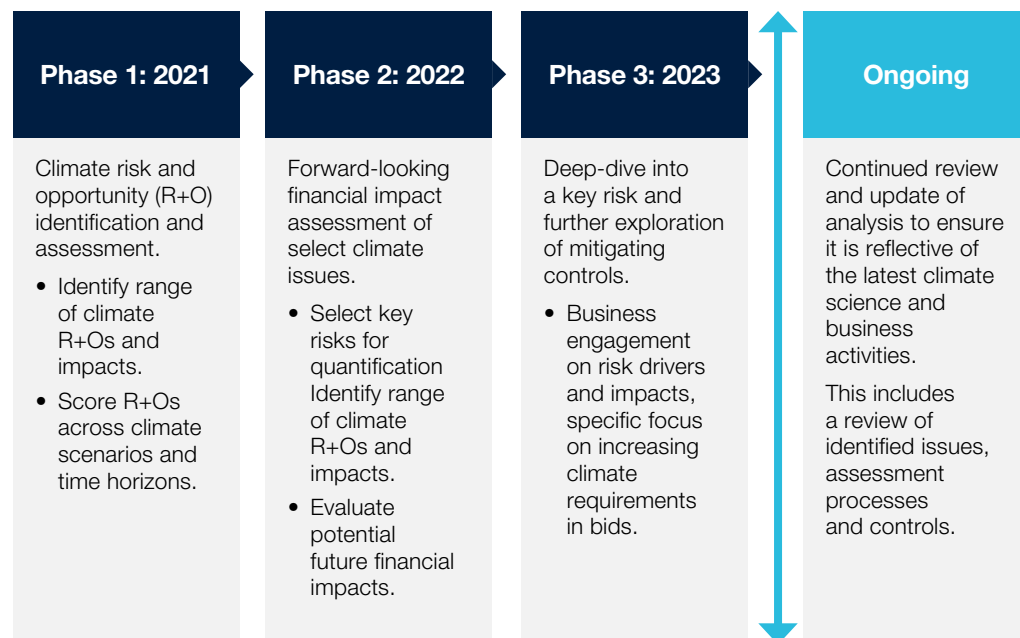 Phase 1: 2021
Climate risk and
opportunity (R+O)
identification and
assessment.
• Identify range
of climate
R+Os and
impacts.
• Score R+Os
across climate
scenarios and
time horizons.
Phase 2: 2022
Forward-looking
financial impact
assessment of
select climate
issues.
• Select key
risks for
quantification
Identify range
of climate
R+Os and
impacts.
• Evaluate
potential
future financial
impacts.
Phase 3: 2023
Deep-dive into
a key risk and
further exploration
of mitigating
controls.
• Business
engagement
on risk drivers
and impacts,
specific focus
on increasing
climate
requirements
in bids.
Ongoing
Continued review
and update of
analysis to ensure
it is reflective of
the latest climate
science and
business
activities.
This includes
a review of
identified issues,
assessment
processes
and controls.